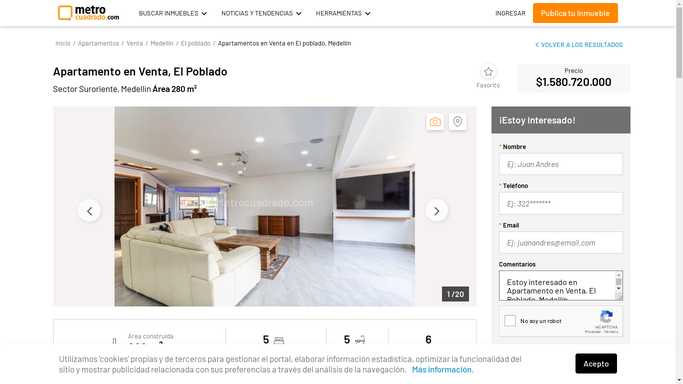 metro
cuadrado.com
BUSCAR INMUEBLES
NOTICIAS Y TENDENCIAS
HERRAMIENTAS
INGRESAR
Publica tu Inmueble
Inicio / Apartamentos / Venta / Medellín / El poblado / Apartamentos en Venta en El poblado, Medellín
VOLVER A LOS RESULTADOS
Apartamento en Venta, El Poblado
Sector Suroriente, Medellín Área 280 m²
Favorito
Precio
$1.580.720.000
metrocuadrado.com
1 /20
¡Estoy Interesado!
* Nombre
Ej: Juan Andres
* Teléfono
Ej: 322*******
* Email
Ej: juanandres@email.com
Comentarios
Estoy interesado en
Apartamento en Venta, El
Poblado, Medellín
No soy un robot
reCAPTCHA
Privacidad - Términos
Área construida
5
5
6
Utilizamos 'cookies' propias y de terceros para gestionar el portal, elaborar información estadística, optimizar la funcionalidad del
sitio y mostrar publicidad relacionada con sus preferencias a través del análisis de la navegación. Más información.
Acepto